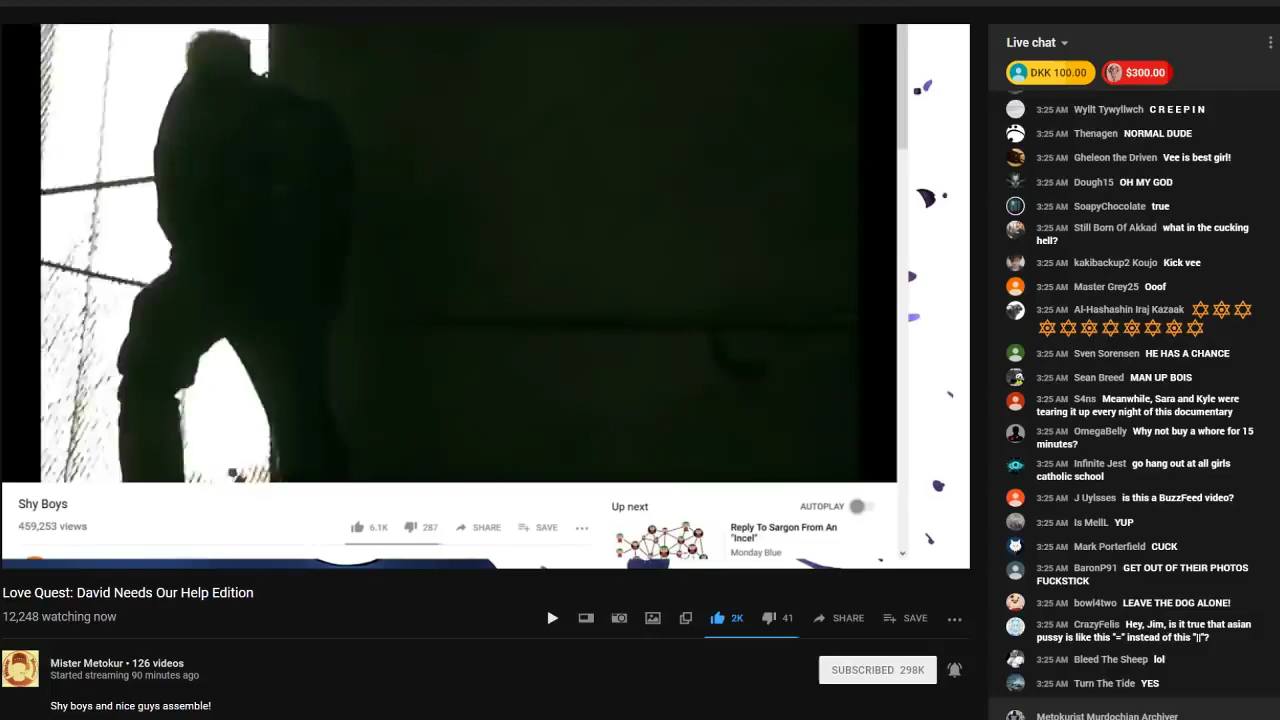 Shy Boys
459,253 views
6.1K
287
SHARE
SAVE
Up next
AUTOPLAY
Reply To Sargon From An
"Incel"
Monday Blue
Love Quest: David Needs Our Help Edition
12,248 watching now
2K
41
SHARE
SAVE
Mister Metokur • 126 videos
Started streaming 90 minutes ago
SUBSCRIBED 298K
Shy boys and nice guys assemble!
Live chat
DKK 100.00
$300.00
3:25 AM Wyllt Tywyllwch C R E E P I N
3:25 AM Thenagen NORMAL DUDE
3:25 AM Gheleon the Driven Vee is best girl!
3:25 AM Dough15 OH MY GOD
3:25 AM SoapyChocolate true
3:25 AM Still Born Of Akkad what in the cucking
hell?
3:25 AM kakibackup2 Koujo Kick vee
3:25 AM Master Grey25 Ooof
3:25 AM Al-Hashashin Iraj Kazaak
3:25 AM Sven Sorensen HE HAS A CHANCE
3:25 AM Sean Breed MAN UP BOIS
3:25 AM S4ns Meanwhile, Sara and Kyle were
tearing it up every night of this documentary
3:25 AM OmegaBelly Why not buy a whore for 15
minutes?
3:25 AM Infinite Jest go hang out at all girls
catholic school
3:25 AM J Uylsses is this a BuzzFeed video?
3:25 AM Is MeilL YUP
3:25 AM Mark Porterfield CUCK
3:25 AM BaronP91 GET OUT OF THEIR PHOTOS
FUCKSTICK
3:25 AM bowl4two LEAVE THE DOG ALONE!
3:25 AM CrazyFelis Hey, Jim, is it true that asian
pussy is like this "=" instead of this "||"?
3:25 AM Bleed The Sheep lol
3:25 AM Turn The Tide YES
Metokurist Murdochian Archiver